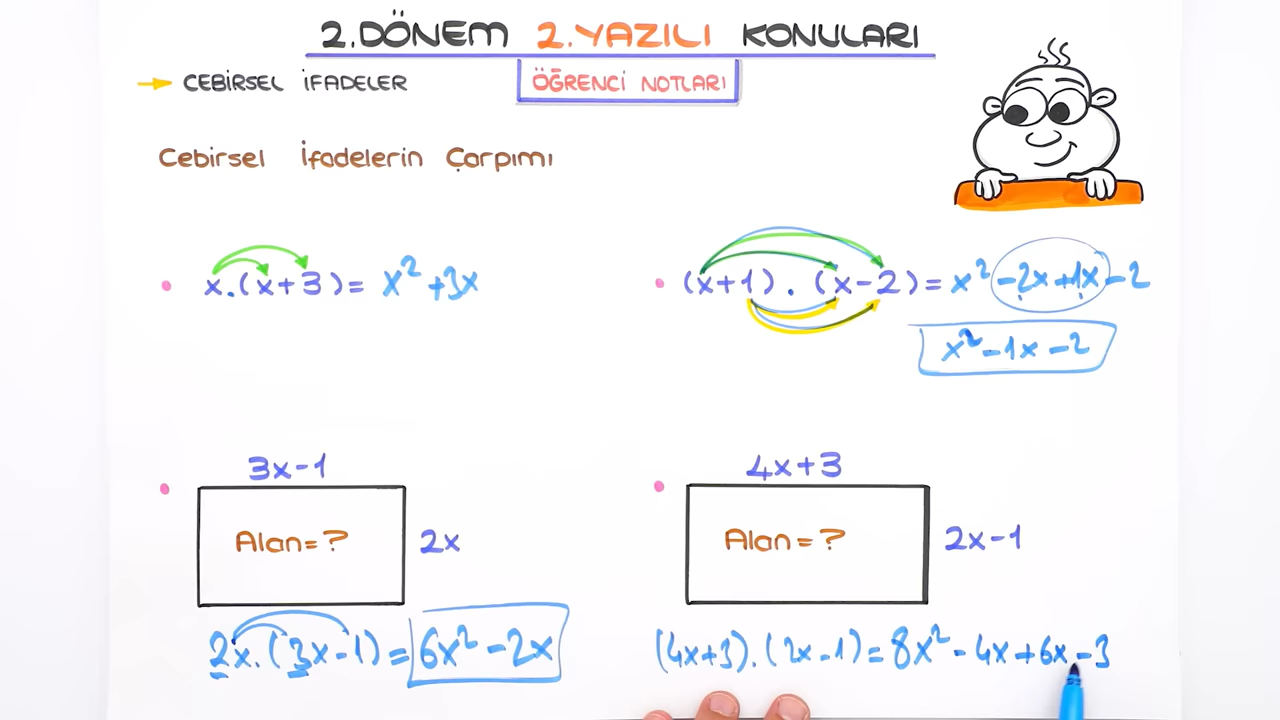 2.DÖNEM 2.YAZILI KONULARI
CEBİRSEL İFADELER
ÖĞRENCİ NOTLARI
Cebirsel İfadelerin Çarpımı
x.(x+3)= x²+3x
(x+1).(x-2)= x²-2x+1x-2
x²-1x-2
3x-1
Alan=?
2x
2x.(3x-1)= 6x²-2x
4x+3
Alan=?
2x-1
(4x+3).(2x-1)= 8x²-4x+6x-3